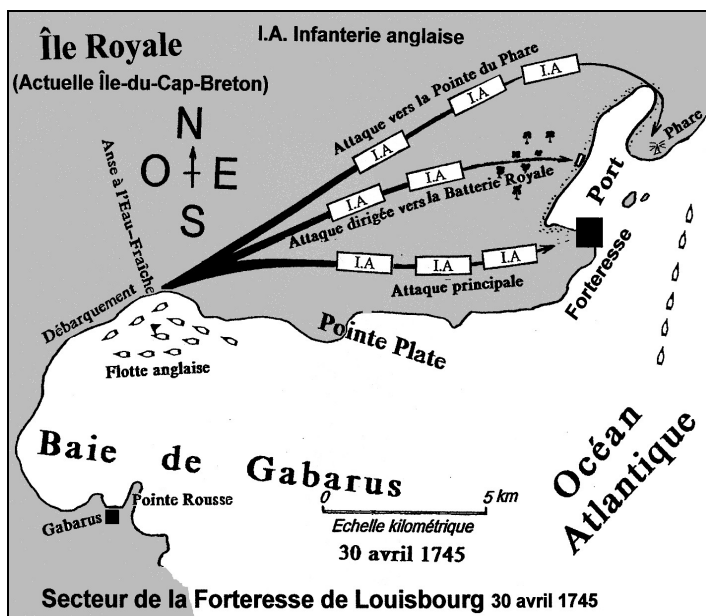 Île Royale
(Actuelle Île-du-Cap-Breton)
I.A. Infanterie anglaise
Attaque vers la Pointe du Phare
I.A
I.A
I.A
Phare
N
O E
S
Anse à
l'Eau-Fraîche
Débarquement
I.A
I.A
Attaque dirigée vers la Batterie Royale
Port
I.A
I.A
I.A
Attaque principale
Forteresse
Flotte anglaise
Pointe Plate
Baie de Gabarus
Océan
Atlantique
Pointe Rousse
Gabarus
0 5 km
Echelle kilométrique
30 avril 1745
Secteur de la Forteresse de Louisbourg 30 avril 1745